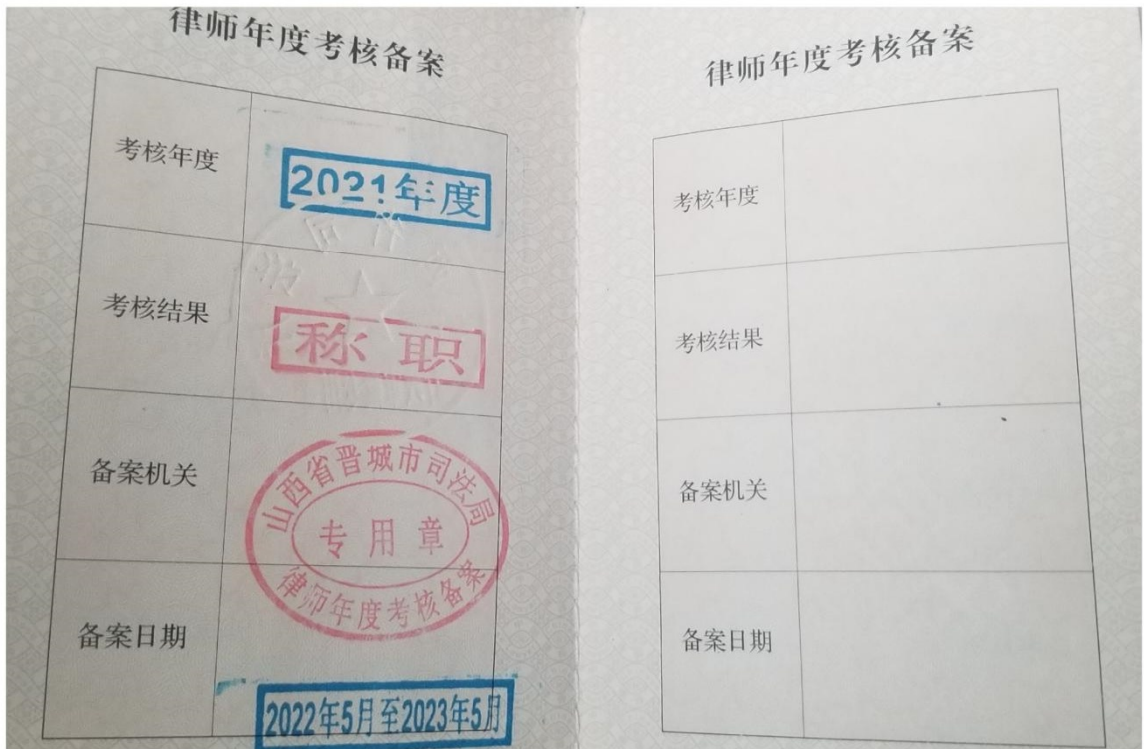 律师年度考核备案
考核年度
2021年度
考核结果
称职
备案机关
山西省晋城市司法局
专用章
律师年度考核备案
备案日期
2022年5月至2023年5月
律师年度考核备案
考核年度
考核结果
备案机关
备案日期